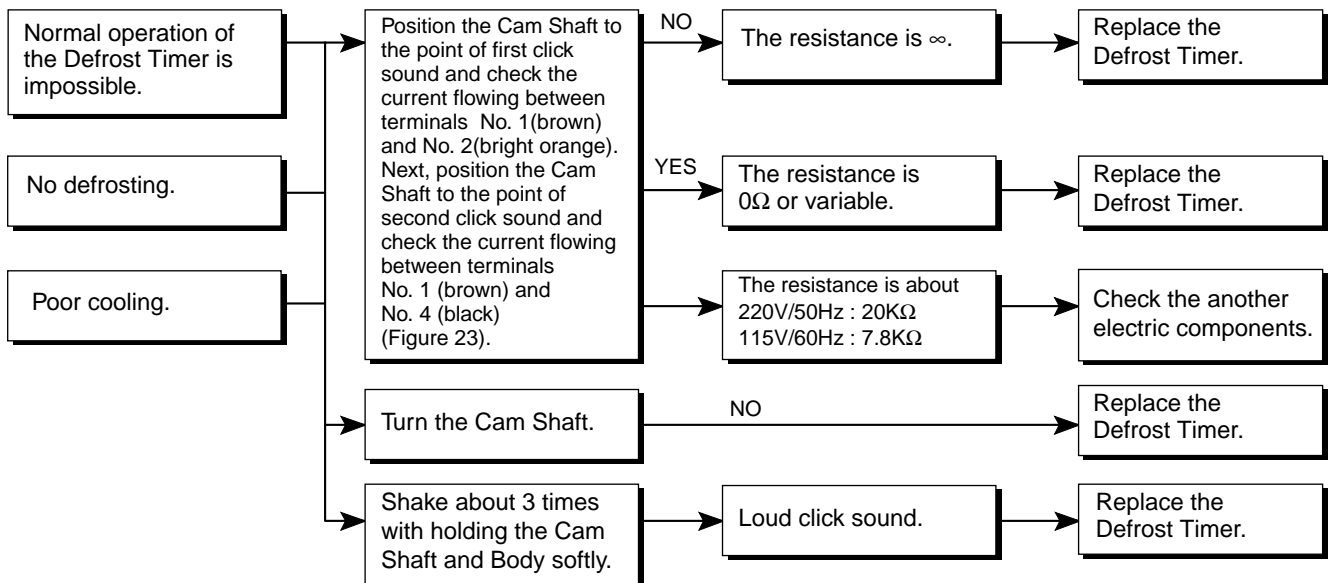 Normal operation of
the Defrost Timer is
impossible.
No defrosting.
Poor cooling.
Position the Cam Shaft to
the point of first click
sound and check the
current flowing between
terminals No. 1(brown)
and No. 2(bright orange).
Next, position the Cam
Shaft to the point of
second click sound and
check the current flowing
between terminals
No. 1 (brown) and
No. 4 (black)
(Figure 23).
NO
The resistance is ∞.
Replace the
Defrost Timer.
YES
The resistance is
0Ω or variable.
Replace the
Defrost Timer.
The resistance is about
220V/50Hz : 20KΩ
115V/60Hz : 7.8KΩ
Check the another
electric components.
Turn the Cam Shaft.
NO
Replace the
Defrost Timer.
Shake about 3 times
with holding the Cam
Shaft and Body softly.
Loud click sound.
Replace the
Defrost Timer.